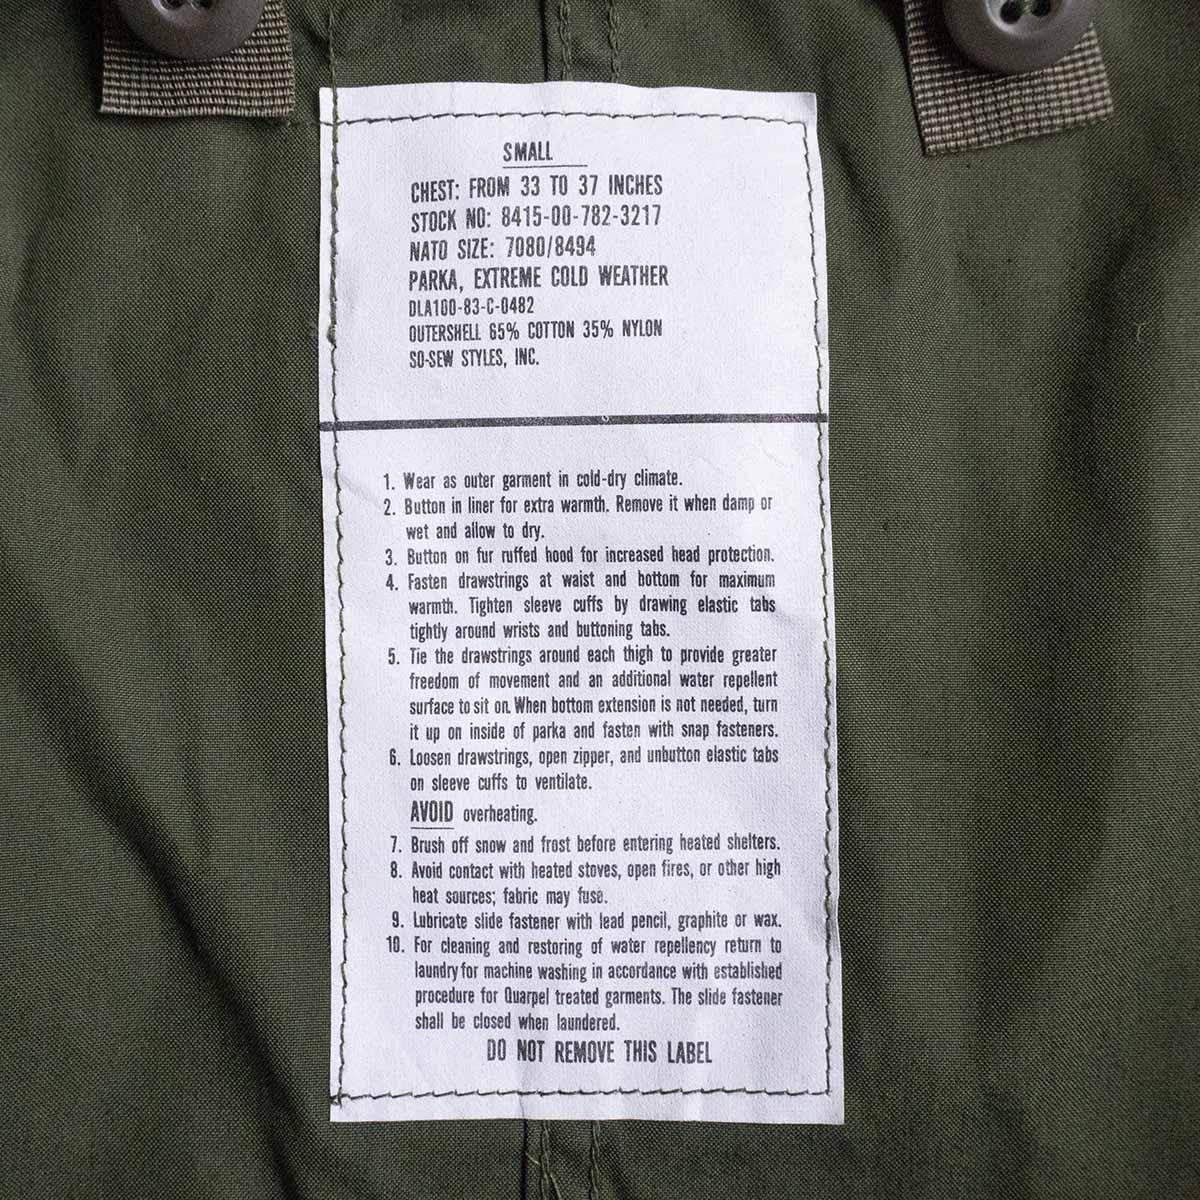 SMALL
CHEST: FROM 33 TO 37 INCHES
STOCK NO: 8415-00-782-3217
NATO SIZE: 7080/8494
PARKA, EXTREME COLD WEATHER
DLA100-83-C-0482
OUTERSHELL 65% COTTON 35% NYLON
SO-SEW STYLES, INC.
1. Wear as outer garment in cold-dry climate.
2. Button in liner for extra warmth. Remove it when damp or
wet and allow to dry.
3. Button on fur ruffed hood for increased head protection.
4. Fasten drawstrings at waist and bottom for maximum
warmth. Tighten sleeve cuffs by drawing elastic tabs
tightly around wrists and buttoning tabs.
5. Tie the drawstrings around each thigh to provide greater
freedom of movement and an additional water repellent
surface to sit on. When bottom extension is not needed, turn
it up on inside of parka and fasten with snap fasteners.
6. Loosen drawstrings, open zipper, and unbutton elastic tabs
on sleeve cuffs to ventilate.
AVOID overheating.
7. Brush off snow and frost before entering heated shelters.
8. Avoid contact with heated stoves, open fires, or other high
heat sources; fabric may fuse.
9. Lubricate slide fastener with lead pencil, graphite or wax.
10. For cleaning and restoring of water repellency return to
laundry for machine washing in accordance with established
procedure for Quarpel treated garments. The slide fastener
shall be closed when laundered.
DO NOT REMOVE THIS LABEL